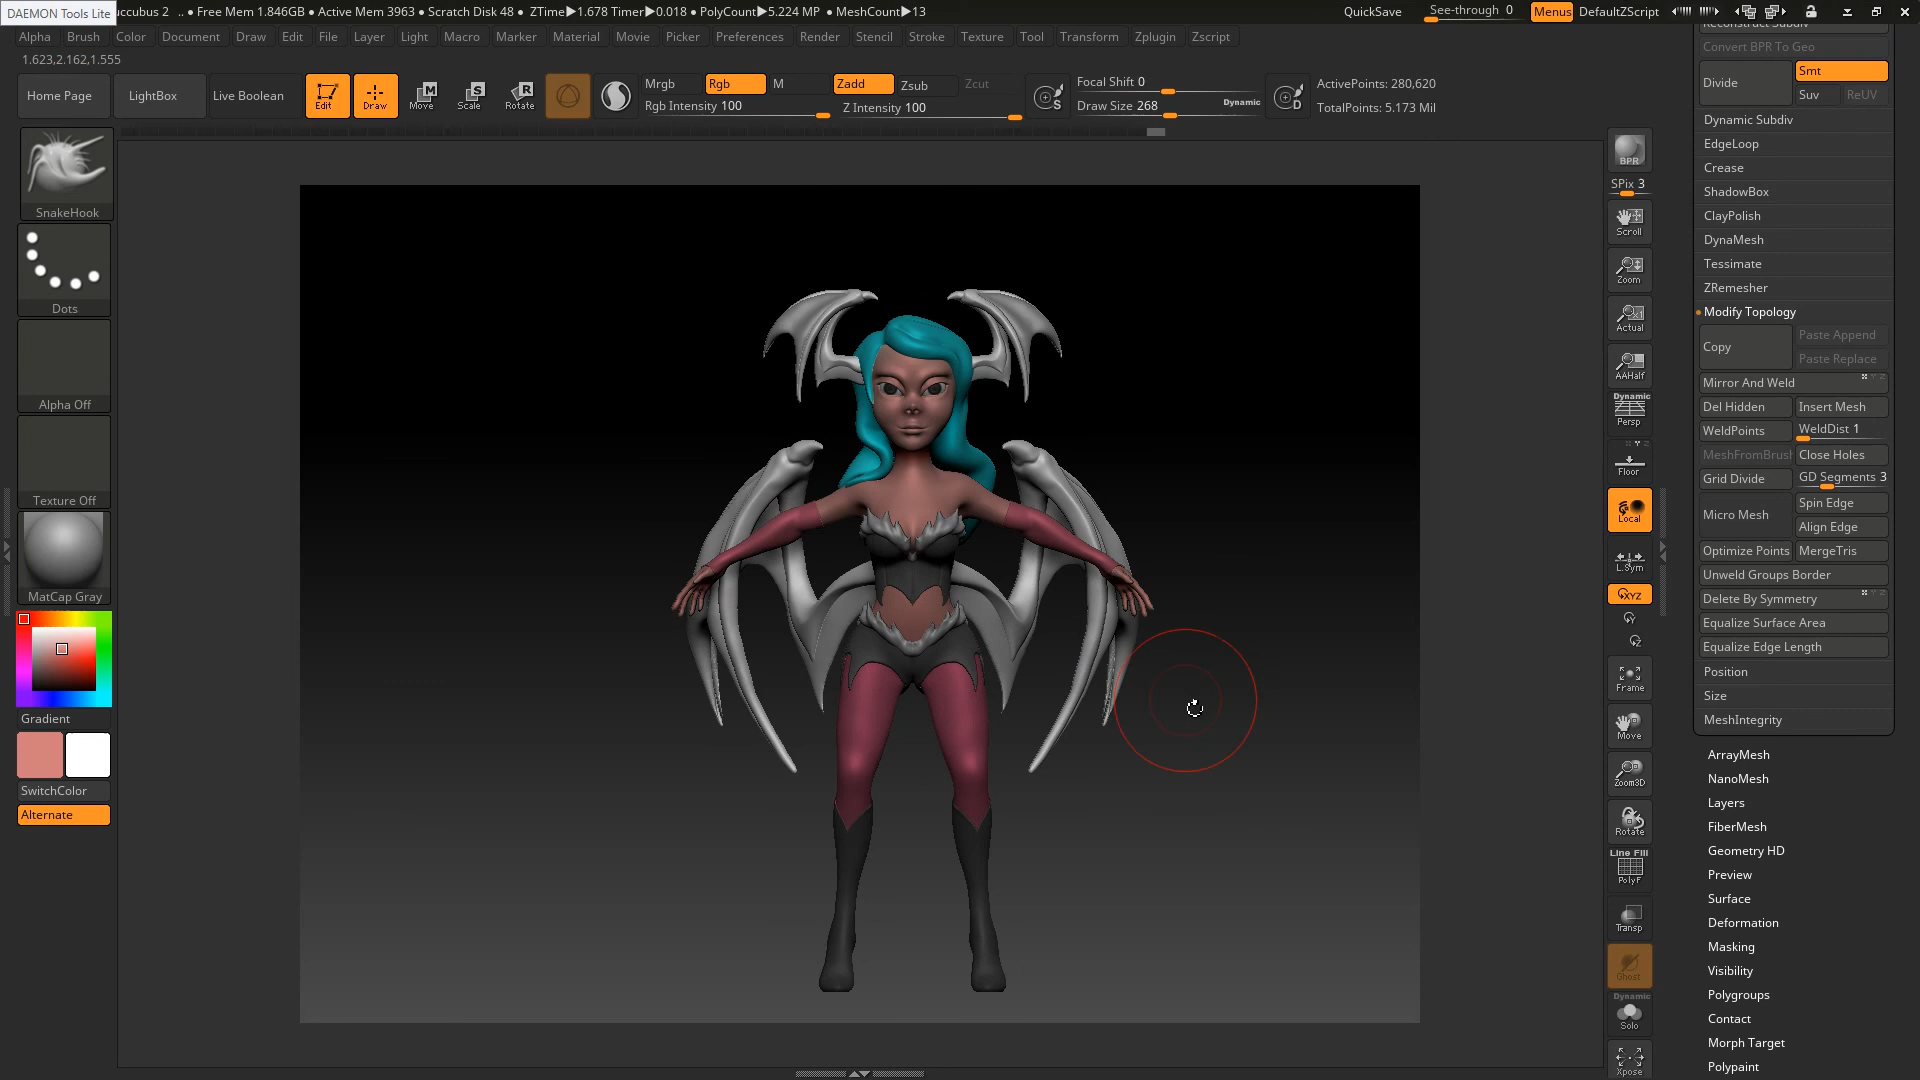 DAEMON Tools Lite
uccubus 2 .. ● Free Mem 1.846GB ● Active Mem 3963 ● Scratch Disk 48 ● ZTime▶1.678 Timer▶0.018 ● PolyCount▶5.224 MP ● MeshCount▶13
QuickSave See-through 0 Menus DefaultZScript
Alpha Brush Color Document Draw Edit File Layer Light Macro Marker Material Movie Picker Preferences Render Stencil Stroke Texture Tool Transform Zplugin Zscript
1.623,2.162,1.555
Home Page LightBox Live Boolean
Edit Draw Move Scale Rotate
Mrgb Rgb M Zadd Zsub Zcut
Rgb Intensity 100 Z Intensity 100
S
Focal Shift 0
Draw Size 268 Dynamic
D
ActivePoints: 280,620
TotalPoints: 5.173 Mil
SnakeHook
Dots
Alpha Off
Texture Off
MatCap Gray
Gradient
SwitchColor
Alternate
BPR
SPix 3
Scroll
Zoom
Actual
AAHalf
Dynamic
Persp
Floor
Local
L.Sym
XYZ
Y
Z
Frame
Move
Zoom3D
Rotate
Line Fill
PolyF
Transp
Ghost
Dynamic
Solo
Xpose
Reconstruct Subdiv
Convert BPR To Geo
Divide Smt
Suv ReUV
Dynamic Subdiv
EdgeLoop
Crease
ShadowBox
ClayPolish
DynaMesh
Tessimate
ZRemesher
Modify Topology
Copy Paste Append
Paste Replace
Mirror And Weld
Del Hidden Insert Mesh
WeldPoints WeldDist 1
MeshFromBrush Close Holes
Grid Divide GD Segments 3
Micro Mesh Spin Edge
Align Edge
Optimize Points MergeTris
Unweld Groups Border
Delete By Symmetry
Equalize Surface Area
Equalize Edge Length
Position
Size
MeshIntegrity
ArrayMesh
NanoMesh
Layers
FiberMesh
Geometry HD
Preview
Surface
Deformation
Masking
Visibility
Polygroups
Contact
Morph Target
Polypaint